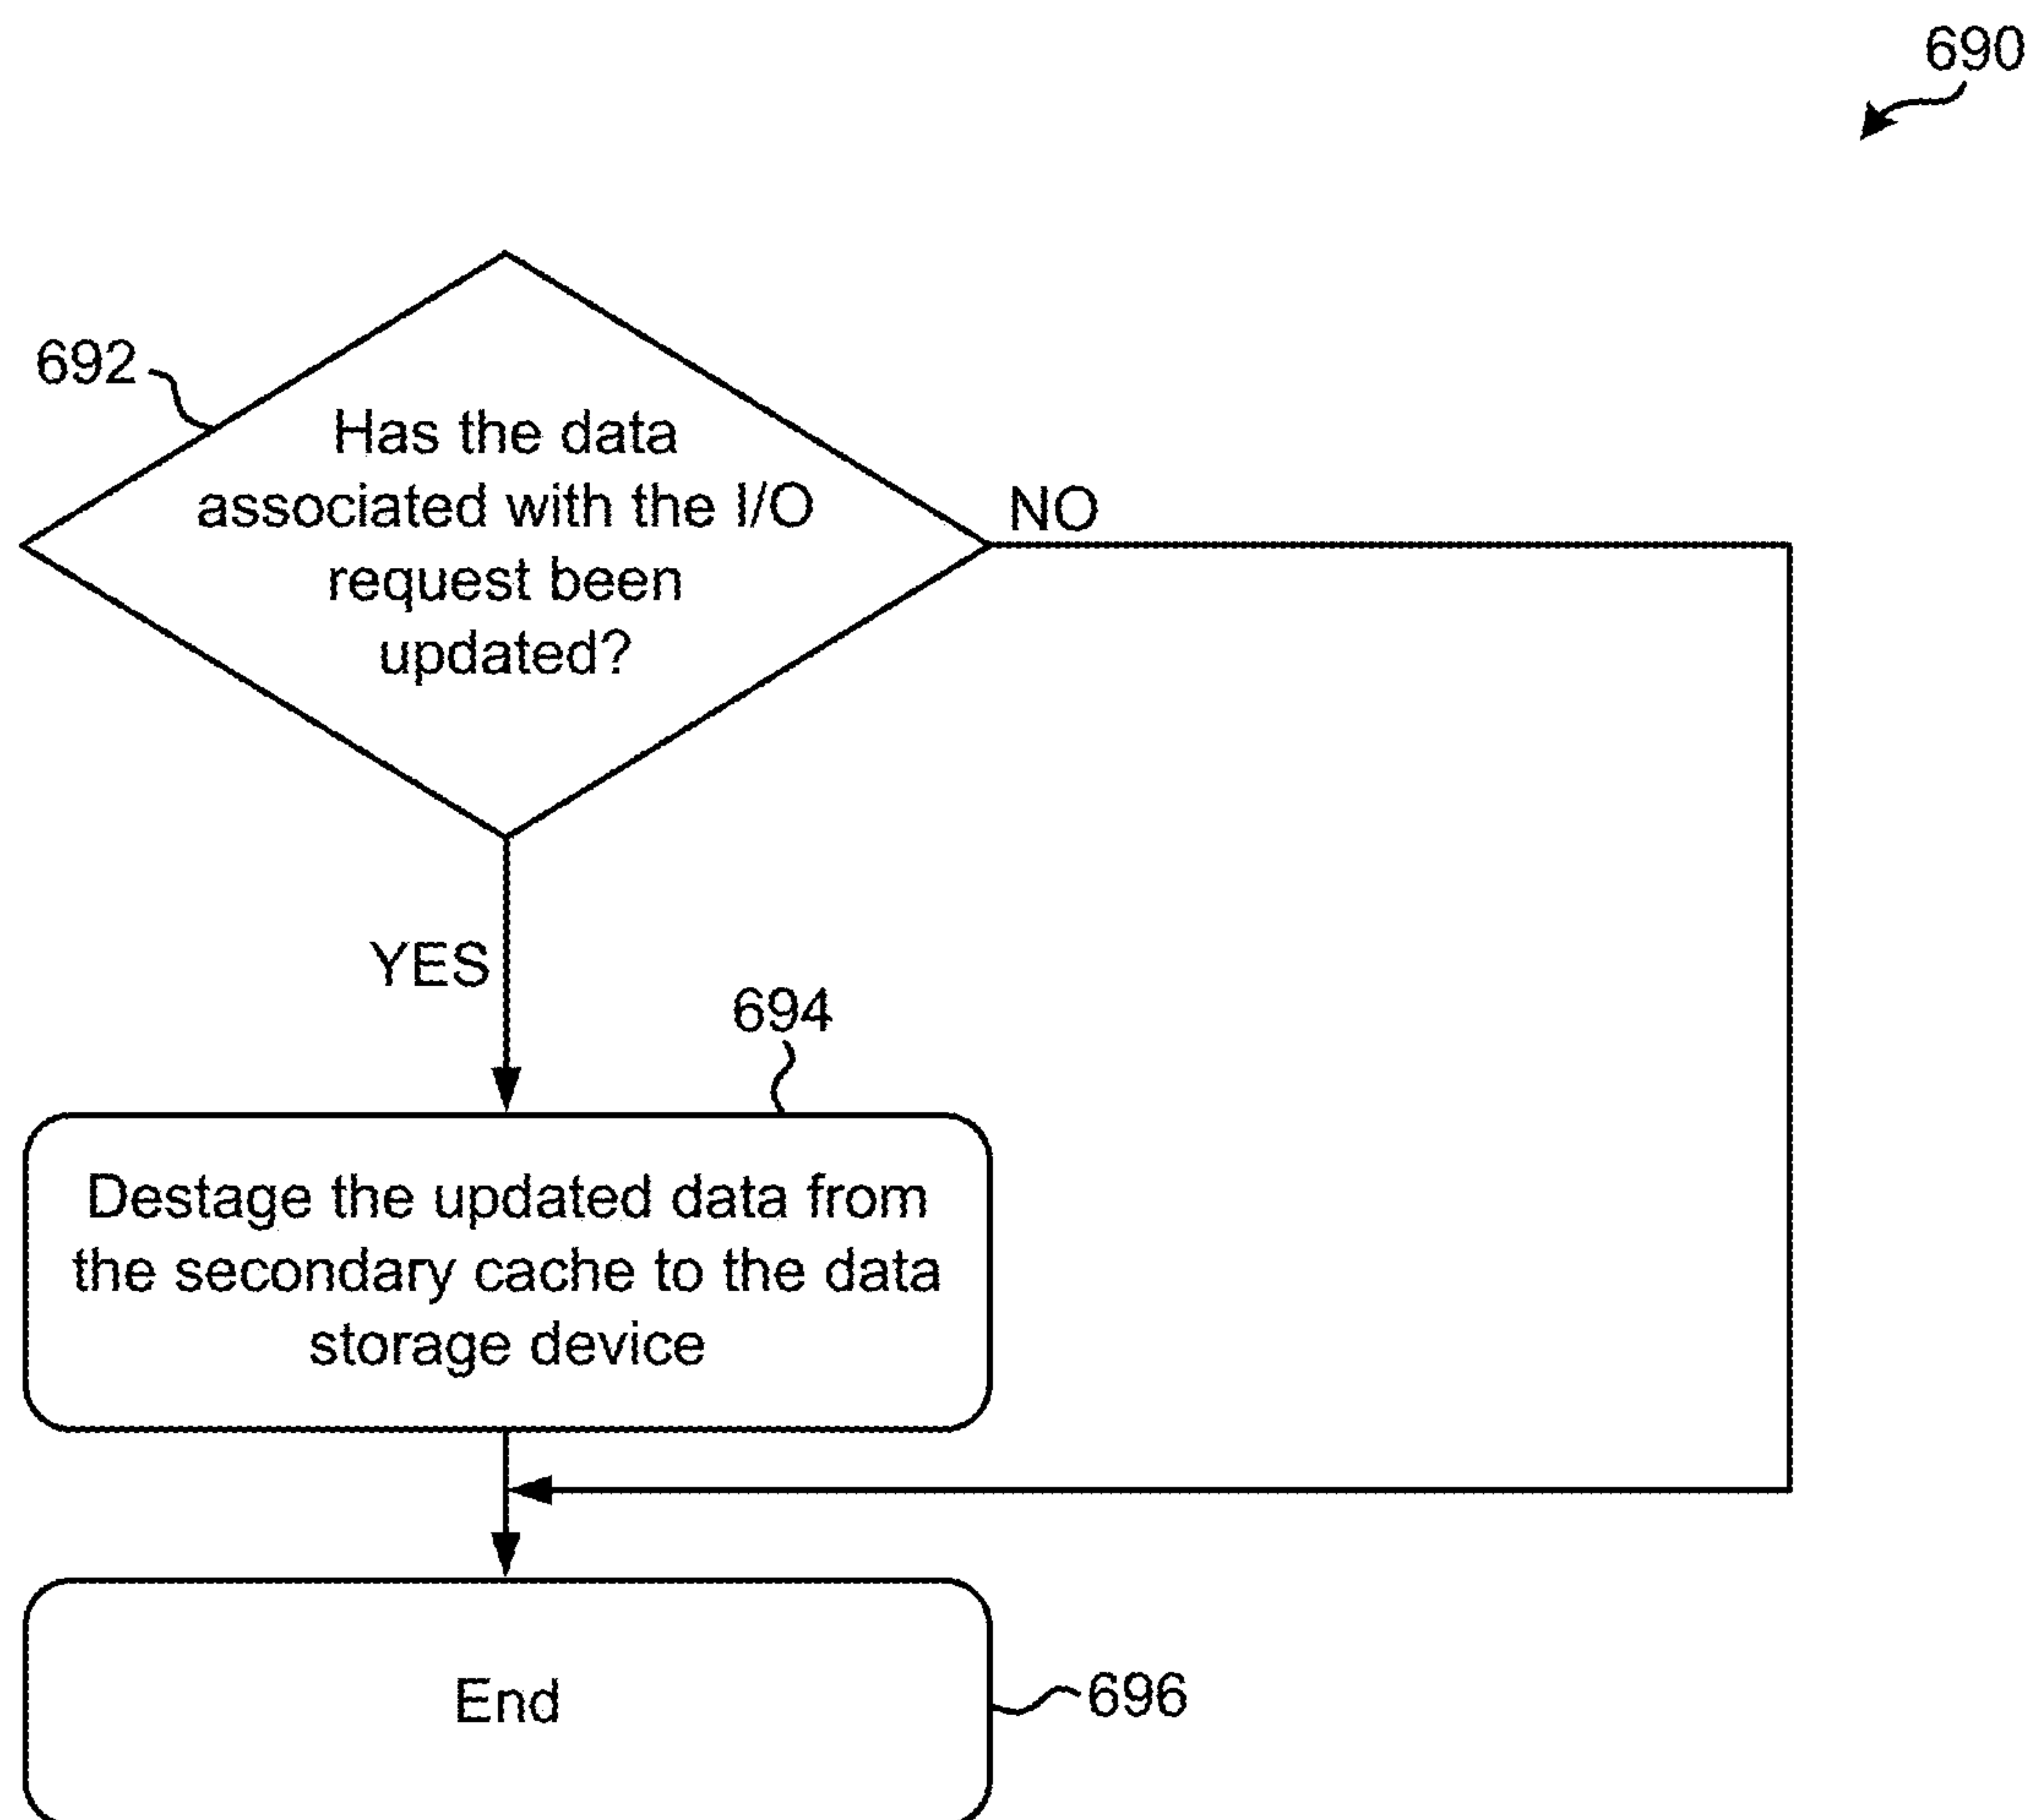 690
692
Has the data
associated with the I/O
request been
updated?
NO
YES
694
Destage the updated data from
the secondary cache to the data
storage device
End
696